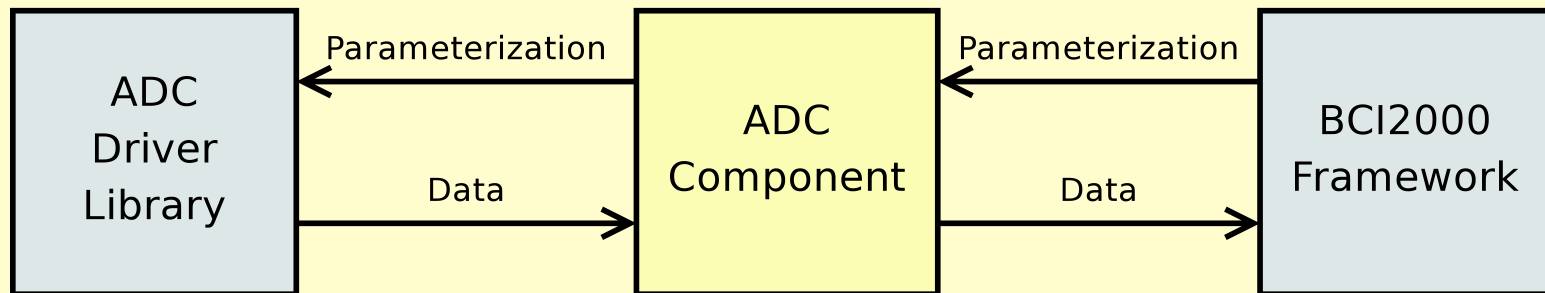 ADC
Driver
Library
Parameterization
Data
ADC
Component
Parameterization
Data
BCI2000
Framework